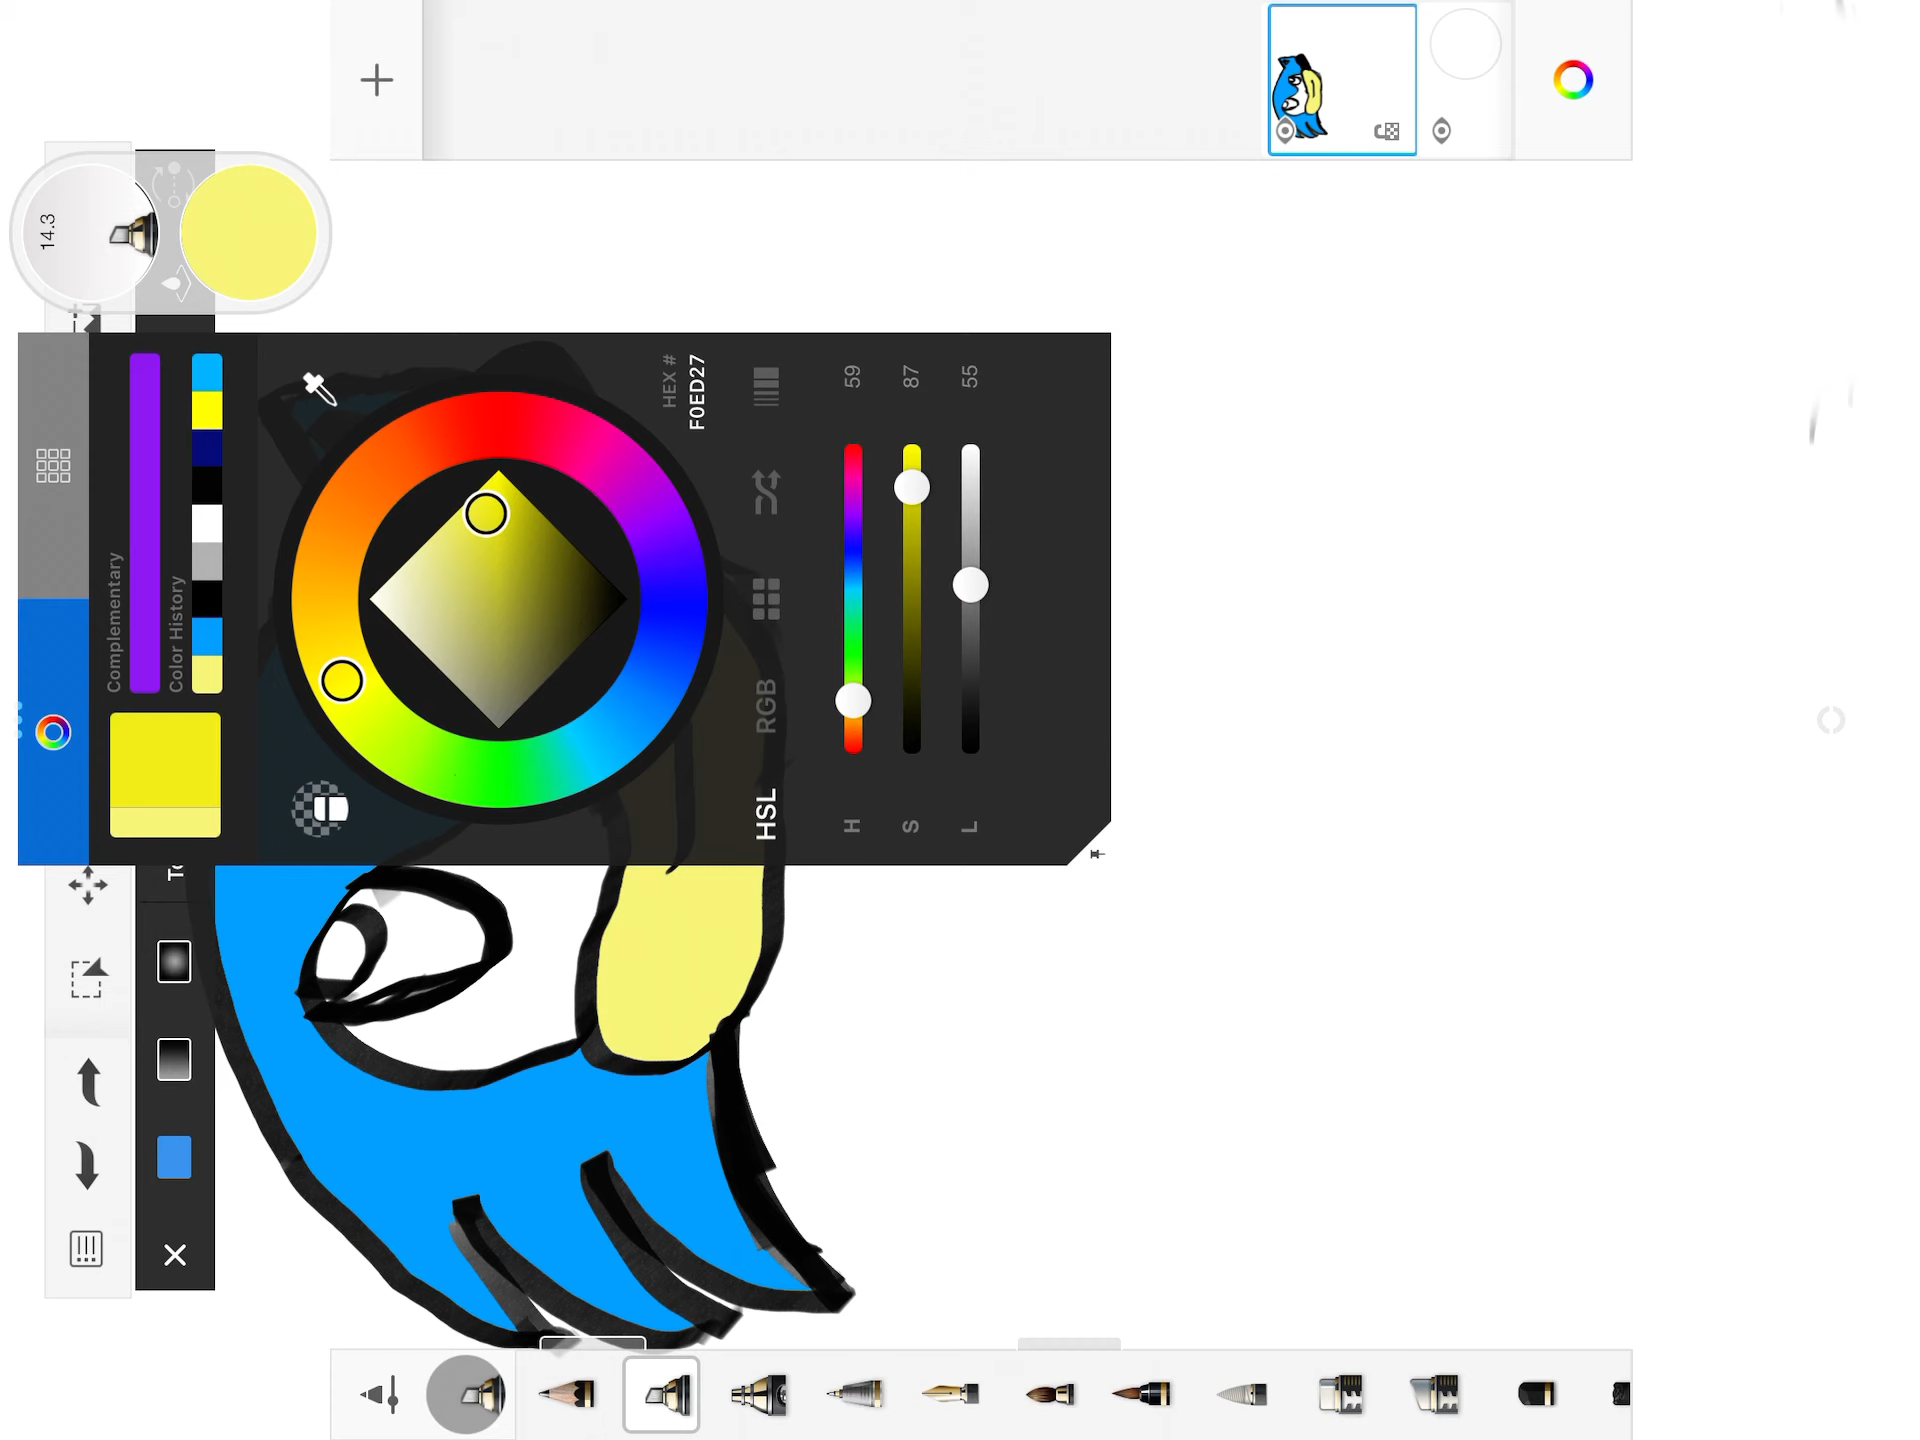 14.3
Complementary
Color History
HEX #
F0ED27
HSL
RGB
H
59
S
87
L
55